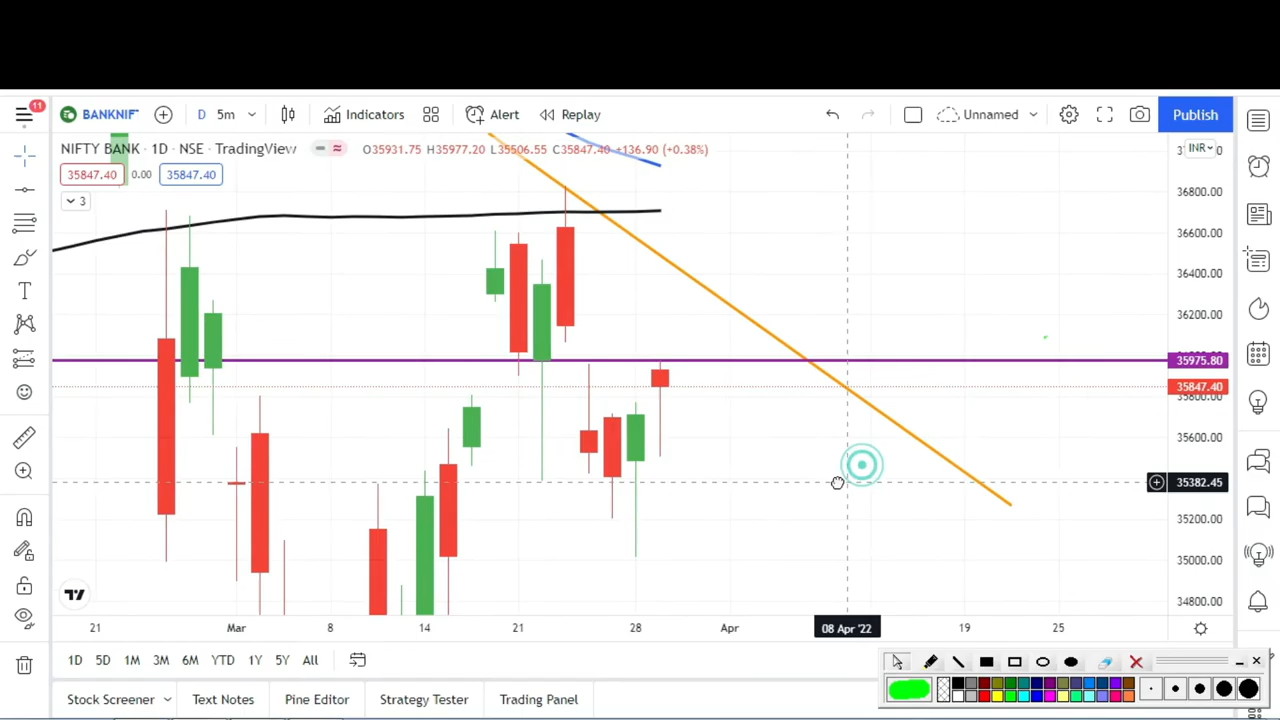 11
BANKNIF
D 5m
Indicators
Alert
Replay
Unnamed
Publish
NIFTY BANK · 1D · NSE · TradingView
O35931.75 H35977.20 L35506.55 C35847.40 +136.90 (+0.38%)
INR
35847.40 0.00 35847.40
3
36800.00
36600.00
36400.00
36200.00
35975.80
35847.40
35800.00
35600.00
35382.45
35200.00
35000.00
34800.00
21 Mar 8 14 21 28 Apr 08 Apr '22 19 25
1D 5D 1M 3M 6M YTD 1Y 5Y All
Stock Screener Pine Editor Strategy Tester Trading Panel